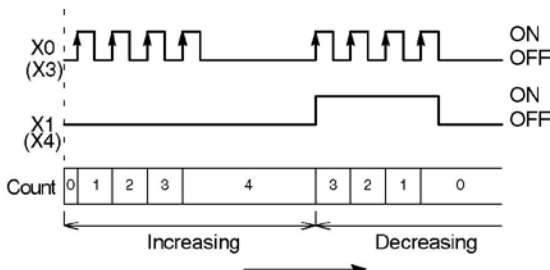 X0
(X3)
ON
OFF
X1
(X4)
ON
OFF
Count 0 1 2 3 4 3 2 1 0
Increasing Decreasing